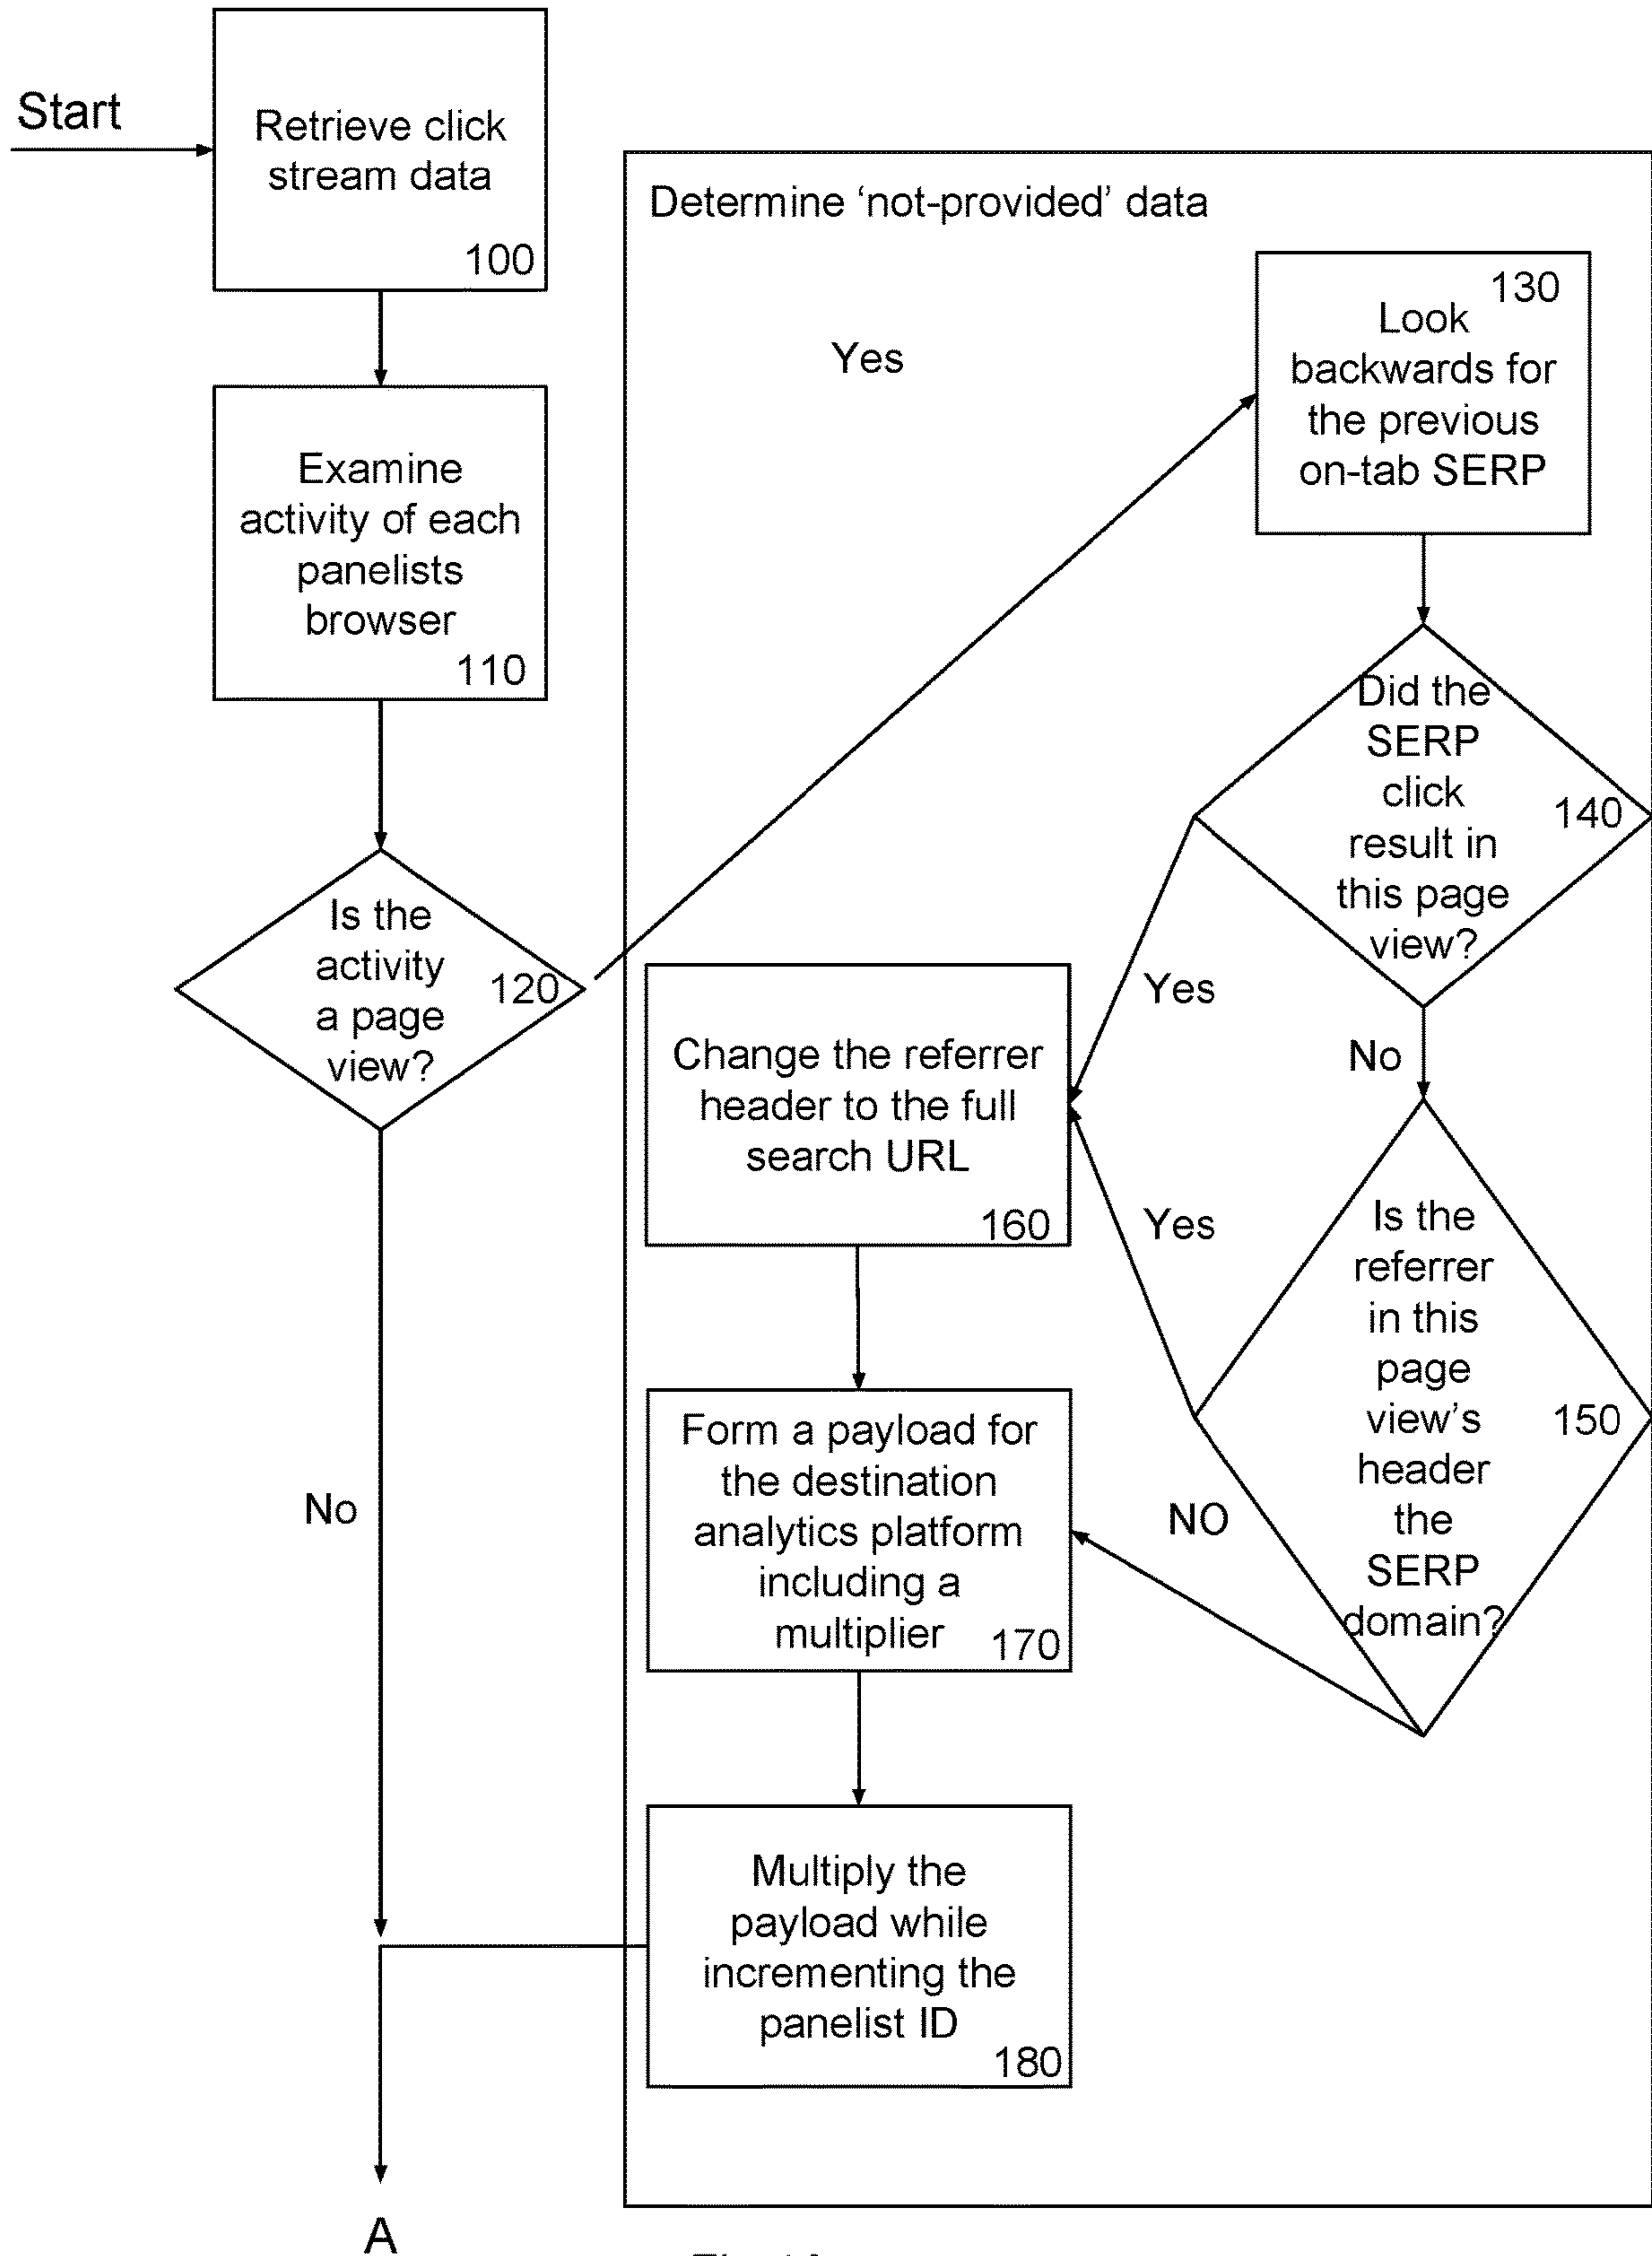 Start
Retrieve click
stream data
100
Examine
activity of each
panelists
browser
110
Is the
activity
a page
view?
120
No
A
Determine ‘not-provided’ data
Yes
130
Look
backwards for
the previous
on-tab SERP
Did the
SERP
click
result in
this page
view?
140
Yes
No
Is the
referrer
in this
page
view’s
header
the
SERP
domain?
150
Yes
NO
Change the referrer
header to the full
search URL
160
Form a payload for
the destination
analytics platform
including a
multiplier
170
Multiply the
payload while
incrementing the
panelist ID
180